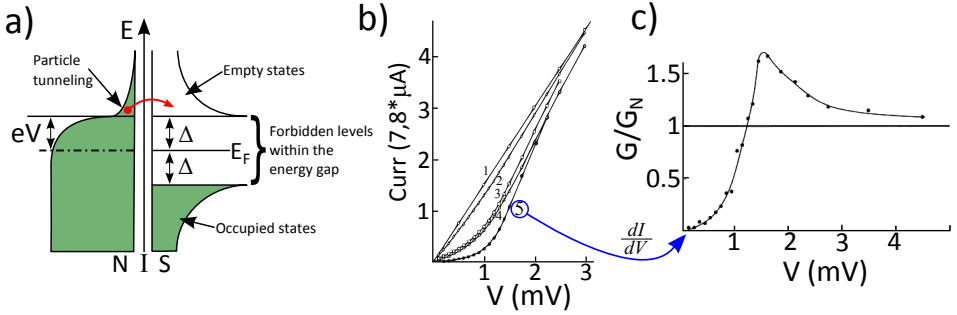 a)
E
Particle
tunneling
Empty states
eV
Δ
Δ
E_F
Forbidden levels
within the
energy gap
Occupied states
N I S
b)
Curr (7,8*μA)
4
3
2
1
1
2
3
4
5
1 2 3
V (mV)
dI
dV
c)
G/G_N
1.5
1
0.5
1 2 3 4
V (mV)